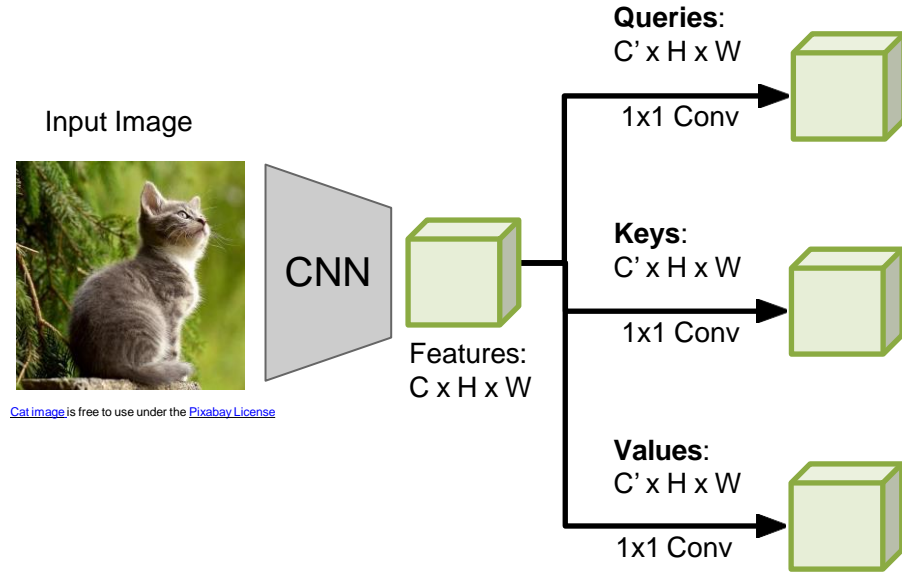 Input Image
Cat image is free to use under the Pixabay License
CNN
Features:
C x H x W
Queries:
C’ x H x W
1x1 Conv
Keys:
C’ x H x W
1x1 Conv
Values:
C’ x H x W
1x1 Conv